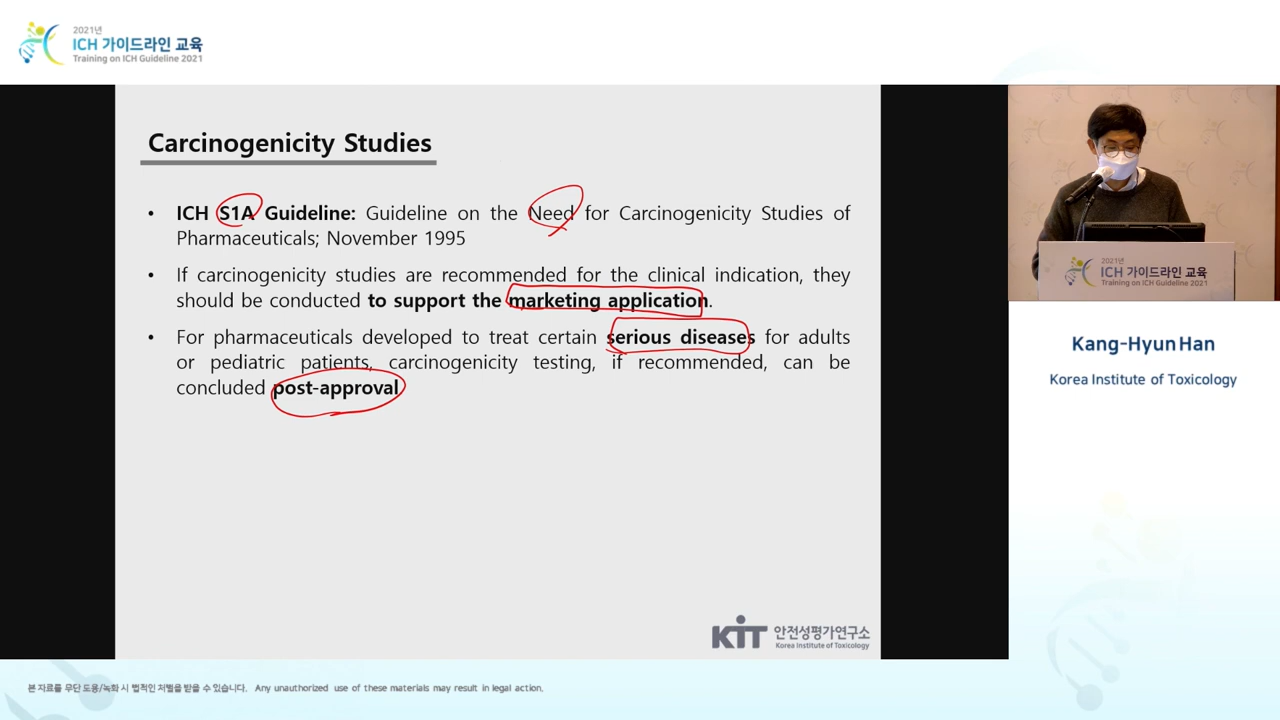 2021년
ICH 가이드라인 교육
Training on ICH Guideline 2021
Carcinogenicity Studies
• ICH S1A Guideline: Guideline on the Need for Carcinogenicity Studies of
Pharmaceuticals; November 1995
• If carcinogenicity studies are recommended for the clinical indication, they
should be conducted to support the marketing application.
• For pharmaceuticals developed to treat certain serious diseases for adults
or pediatric patients, carcinogenicity testing, if recommended, can be
concluded post-approval
KIT 안전성평가연구소
Korea Institute of Toxicology
2021년
ICH 가이드라인 교육
Training on ICH Guideline 2021
Kang-Hyun Han
Korea Institute of Toxicology
본 자료를 무단 도용/녹화 시 법적인 처벌을 받을 수 있습니다. Any unauthorized use of these materials may result in legal action.